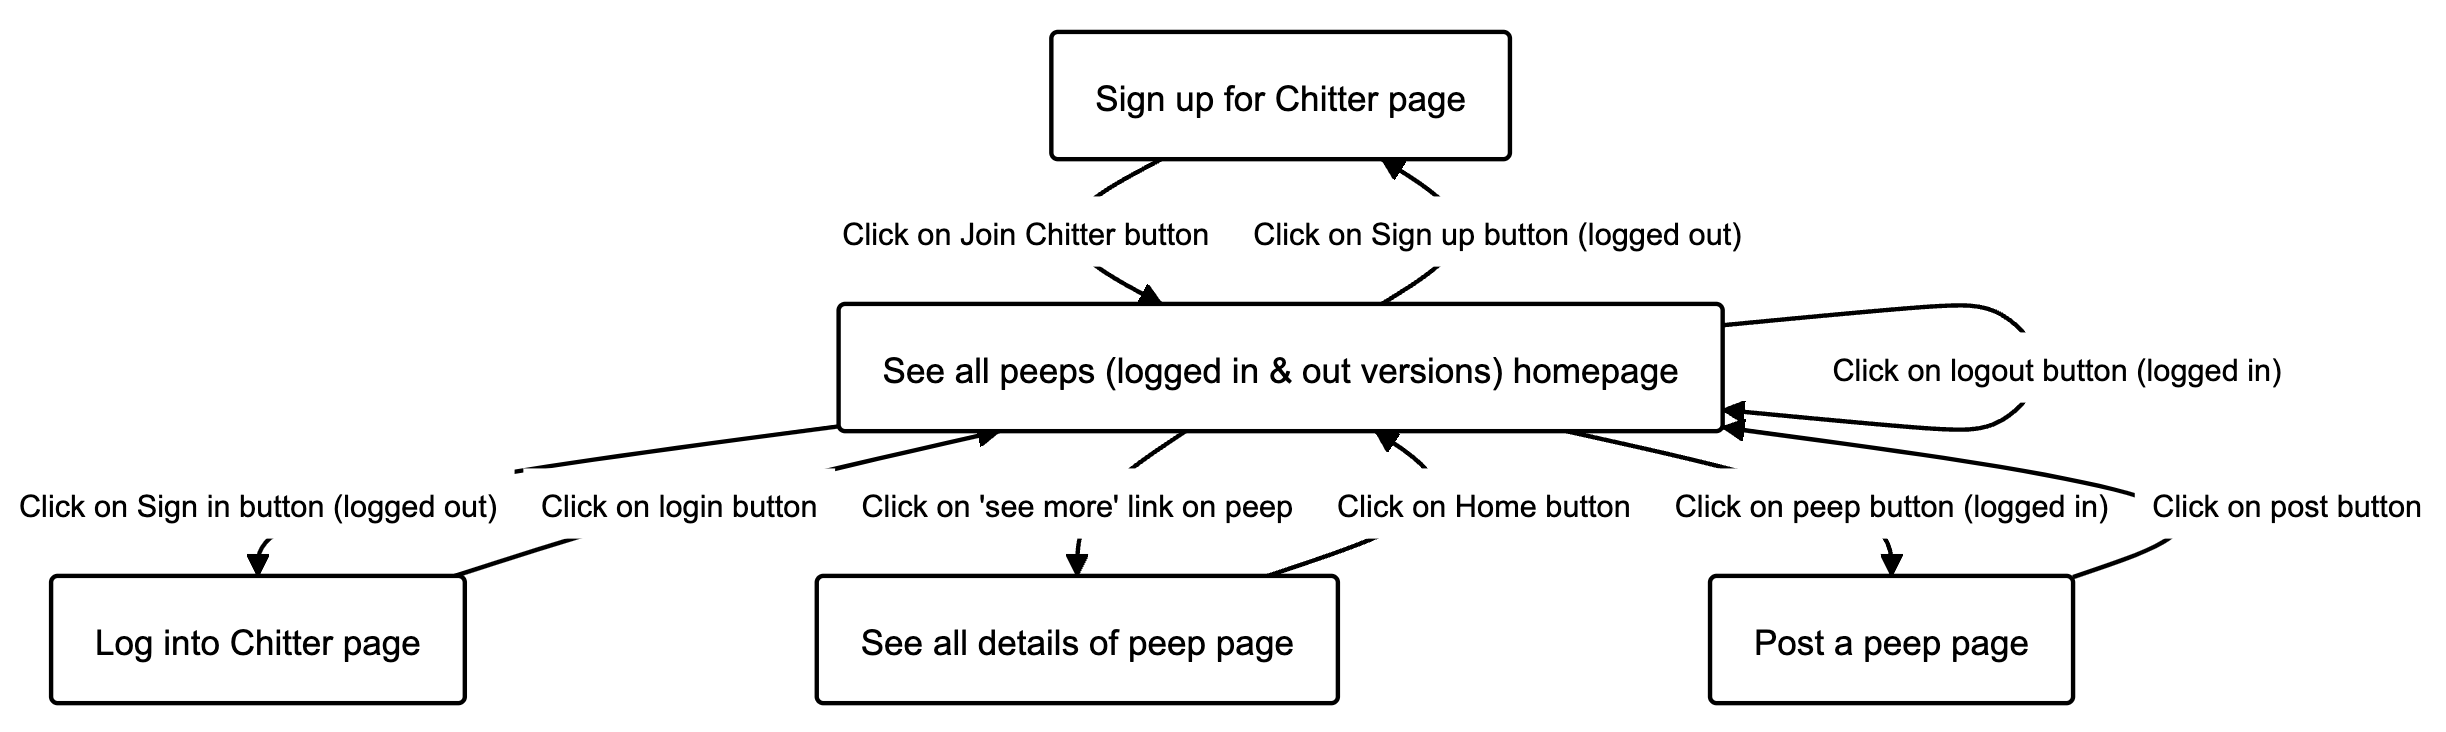 Sign up for Chitter page
Click on Join Chitter button
Click on Sign up button (logged out)
See all peeps (logged in & out versions) homepage
Click on logout button (logged in)
Click on Sign in button (logged out)
Click on login button
Click on 'see more' link on peep
Click on Home button
Click on peep button (logged in)
Click on post button
Log into Chitter page
See all details of peep page
Post a peep page